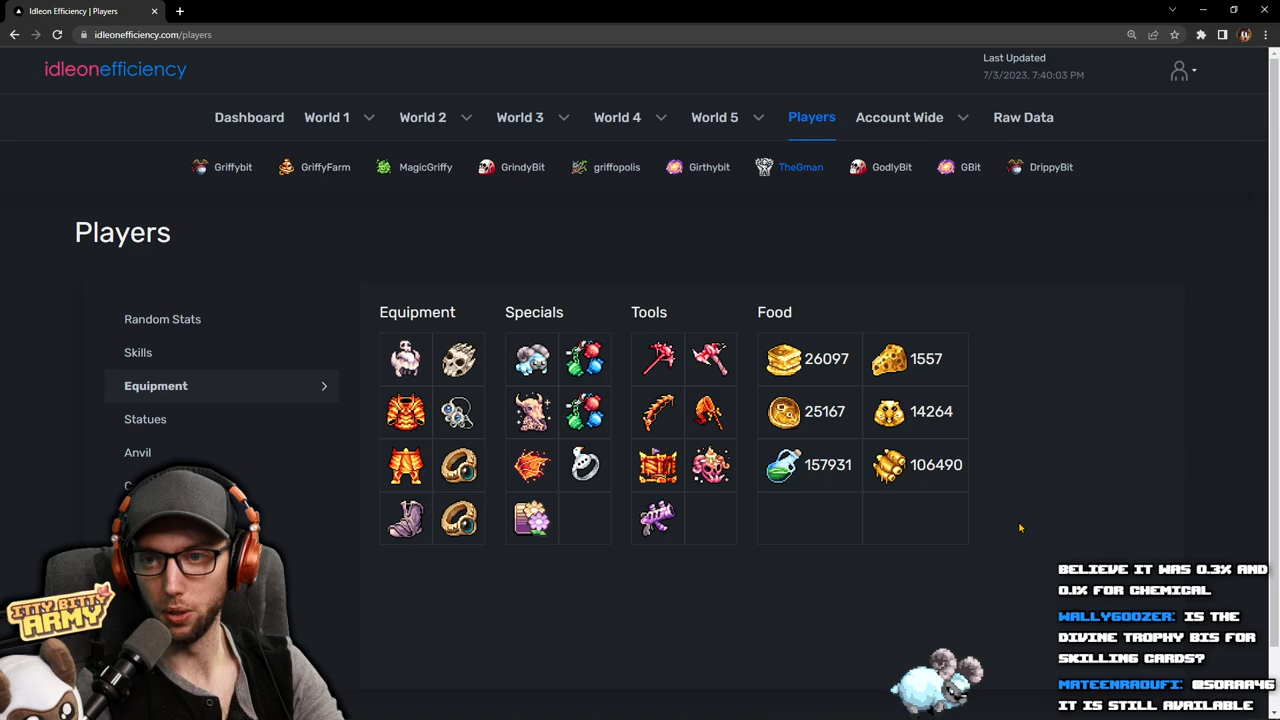 Idleon Efficiency | Players
idleonefficiency.com/players
idleonefficiency
Last Updated
7/3/2023, 7:40:03 PM
Dashboard World 1 World 2 World 3 World 4 World 5 Players Account Wide Raw Data
Griffybit GriffyFarm MagicGriffy GrindyBit griffopolis Girthybit TheGman GodlyBit GBit DrippyBit
Players
Random Stats
Skills
Equipment
Statues
Anvil
Equipment Specials Tools Food
26097 1557
25167 14264
157931 106490
ITTY BITTY
ARMY
BELIEVE IT WAS 0.3% AND
0.1% FOR CHEMICAL
WALLYGOOZER: IS THE
DIVINE TROPHY BIS FOR
SKILLING CARDS?
MATEENRAOUFI: @SORAA46
IT IS STILL AVAILABLE